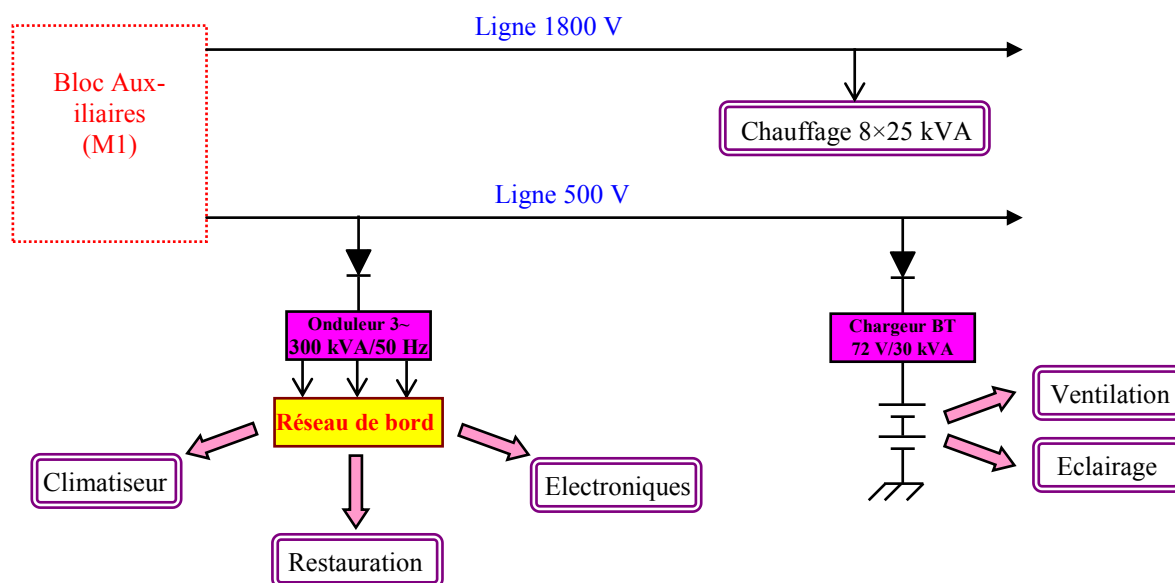 Ligne 1800 V
Bloc Aux-
iliaires
(M1)
Chauffage 8×25 kVA
Ligne 500 V
Onduleur 3~
300 kVA/50 Hz
Chargeur BT
72 V/30 kVA
Réseau de bord
Ventilation
Climatiseur
Electroniques
Eclairage
Restauration